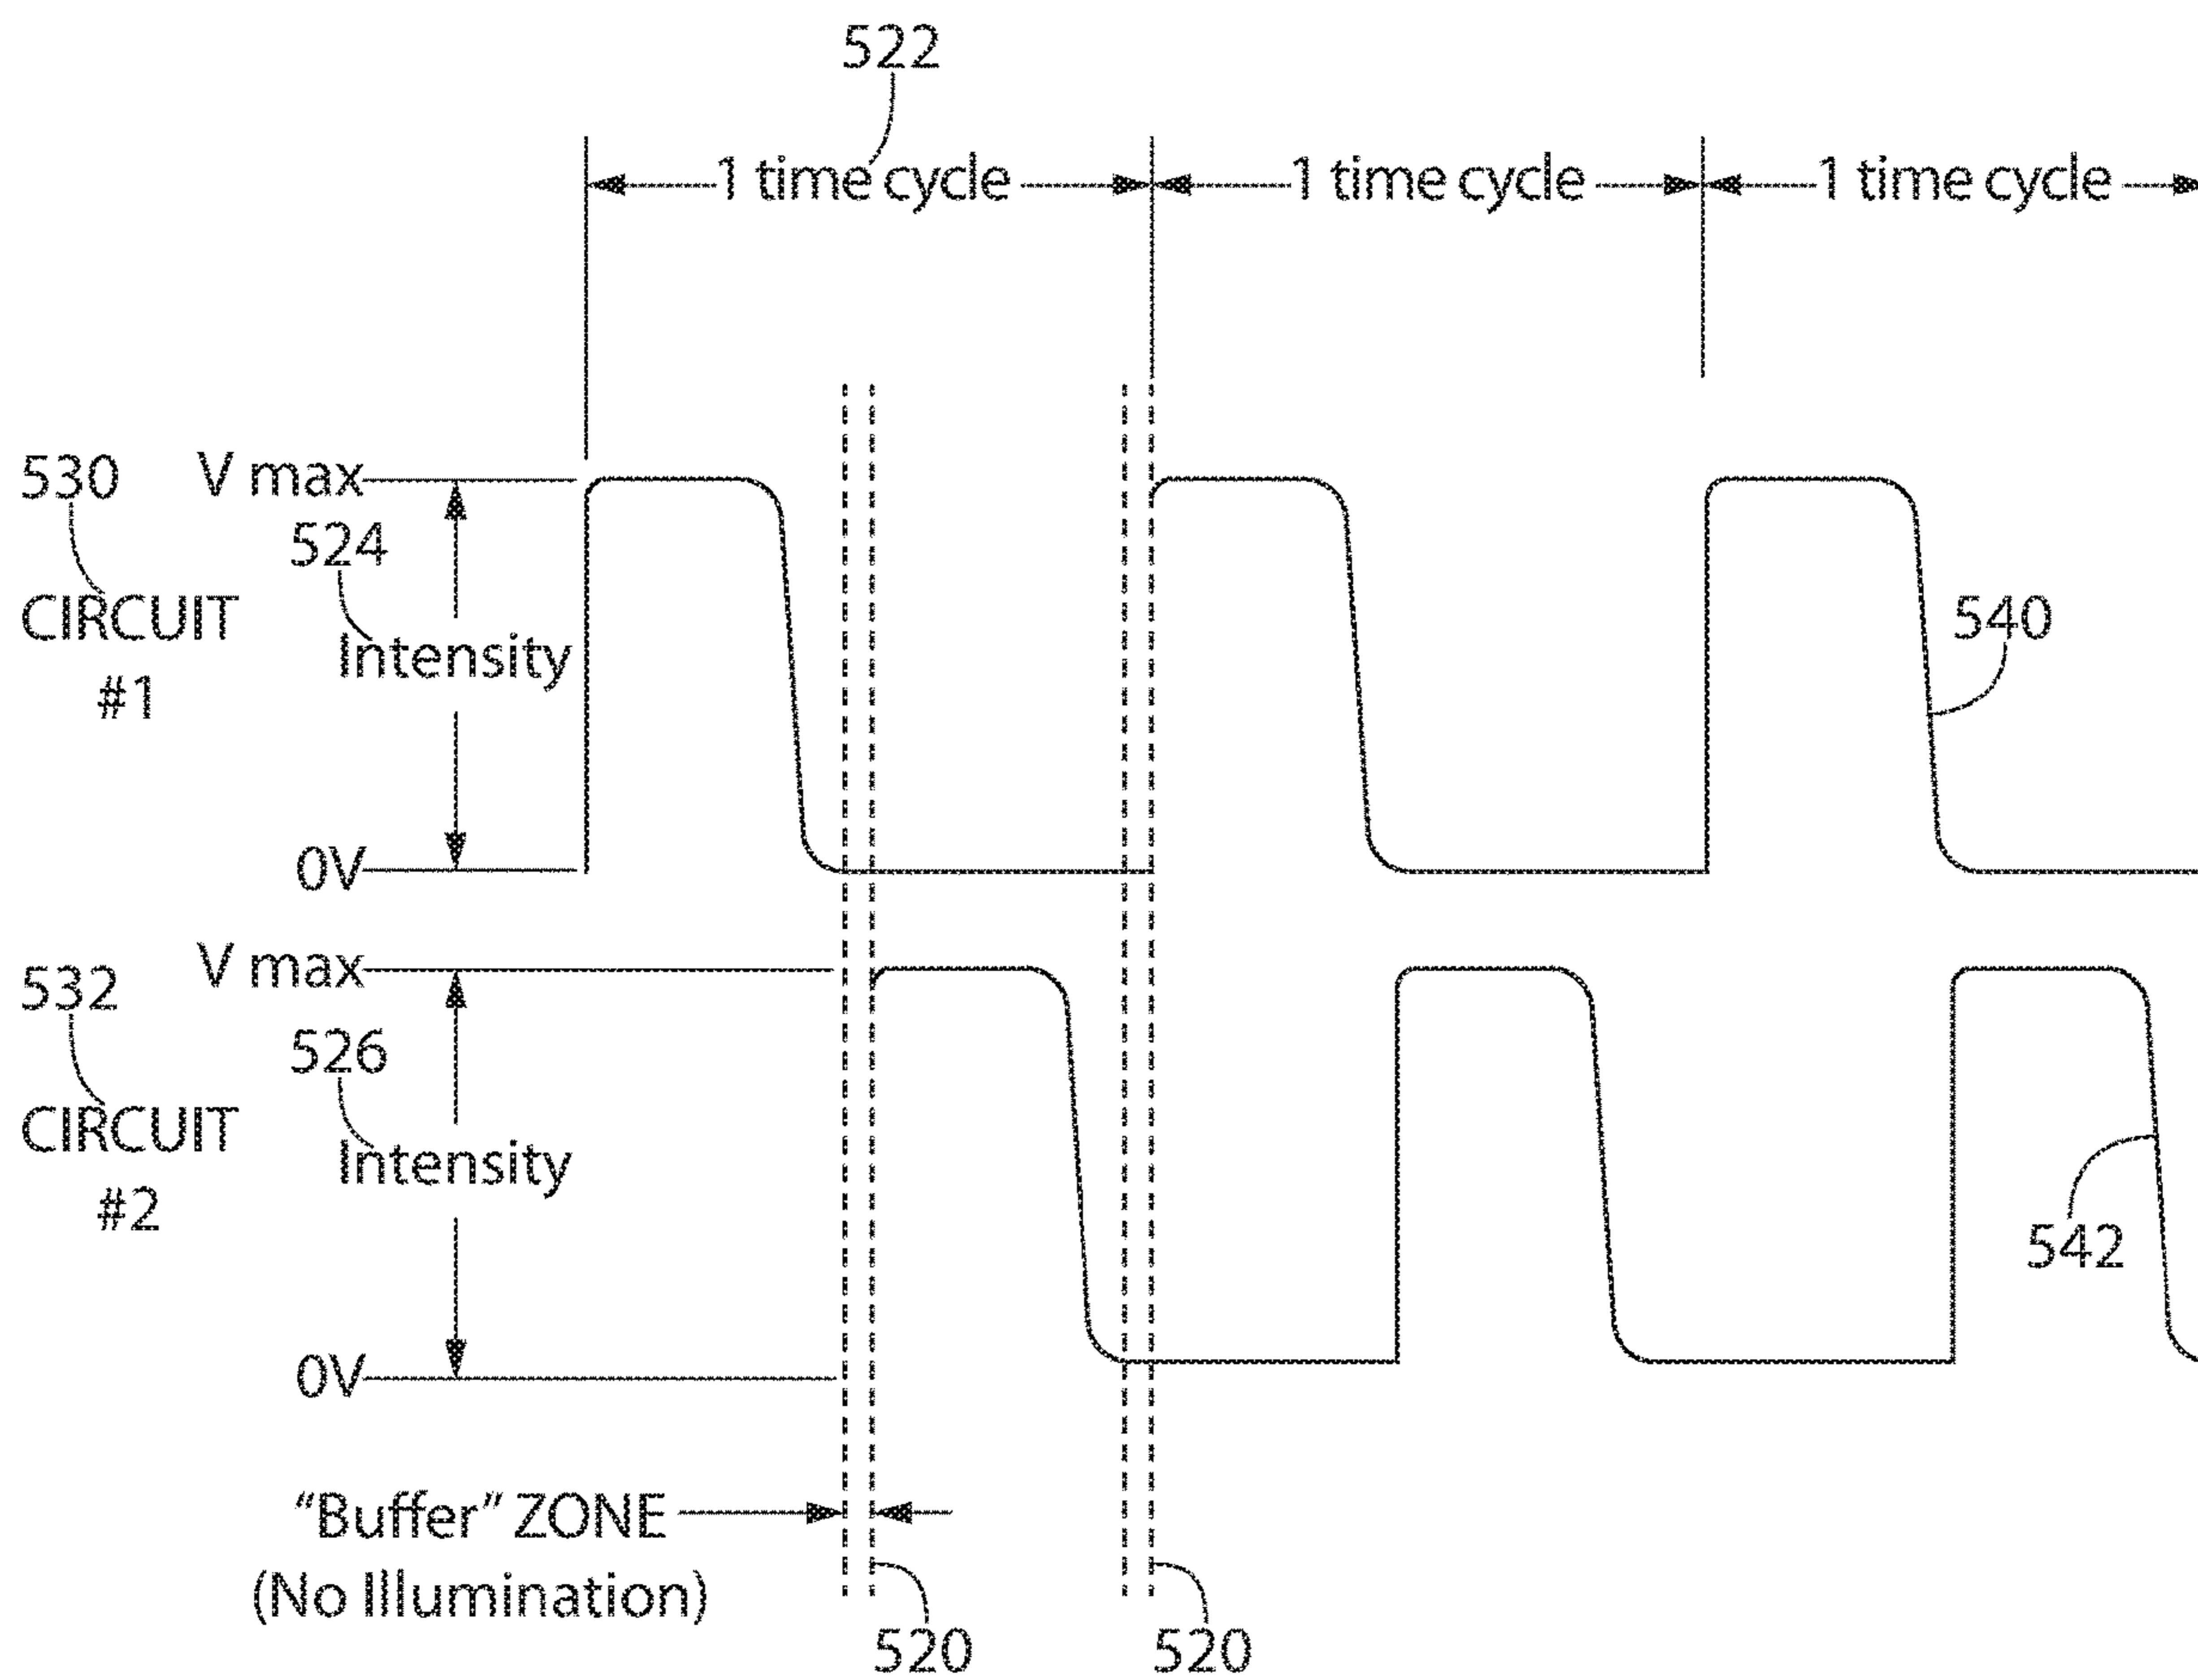 522
1 time cycle 1 time cycle 1 time cycle
530 V max
524
CIRCUIT
#1
Intensity
540
0V
532 V max
526
CIRCUIT
#2
Intensity
542
0V
“Buffer” ZONE
(No Illumination)
520 520